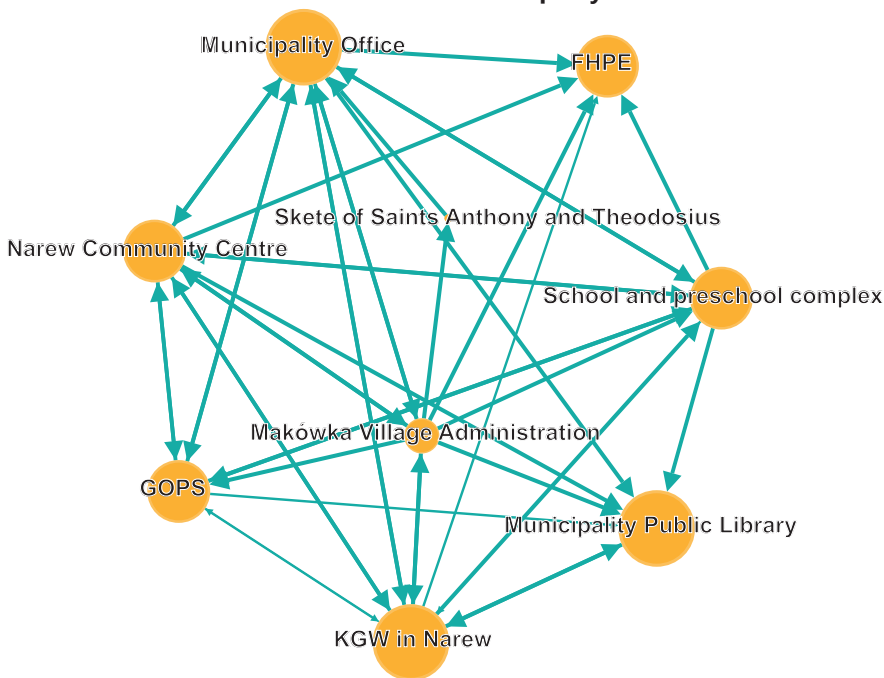 Municipality Office
FHPE
Skete of Saints Anthony and Theodosius
Narew Community Centre
School and preschool complex
Makówka Village Administration
GOPS
Municipality Public Library
KGW in Narew